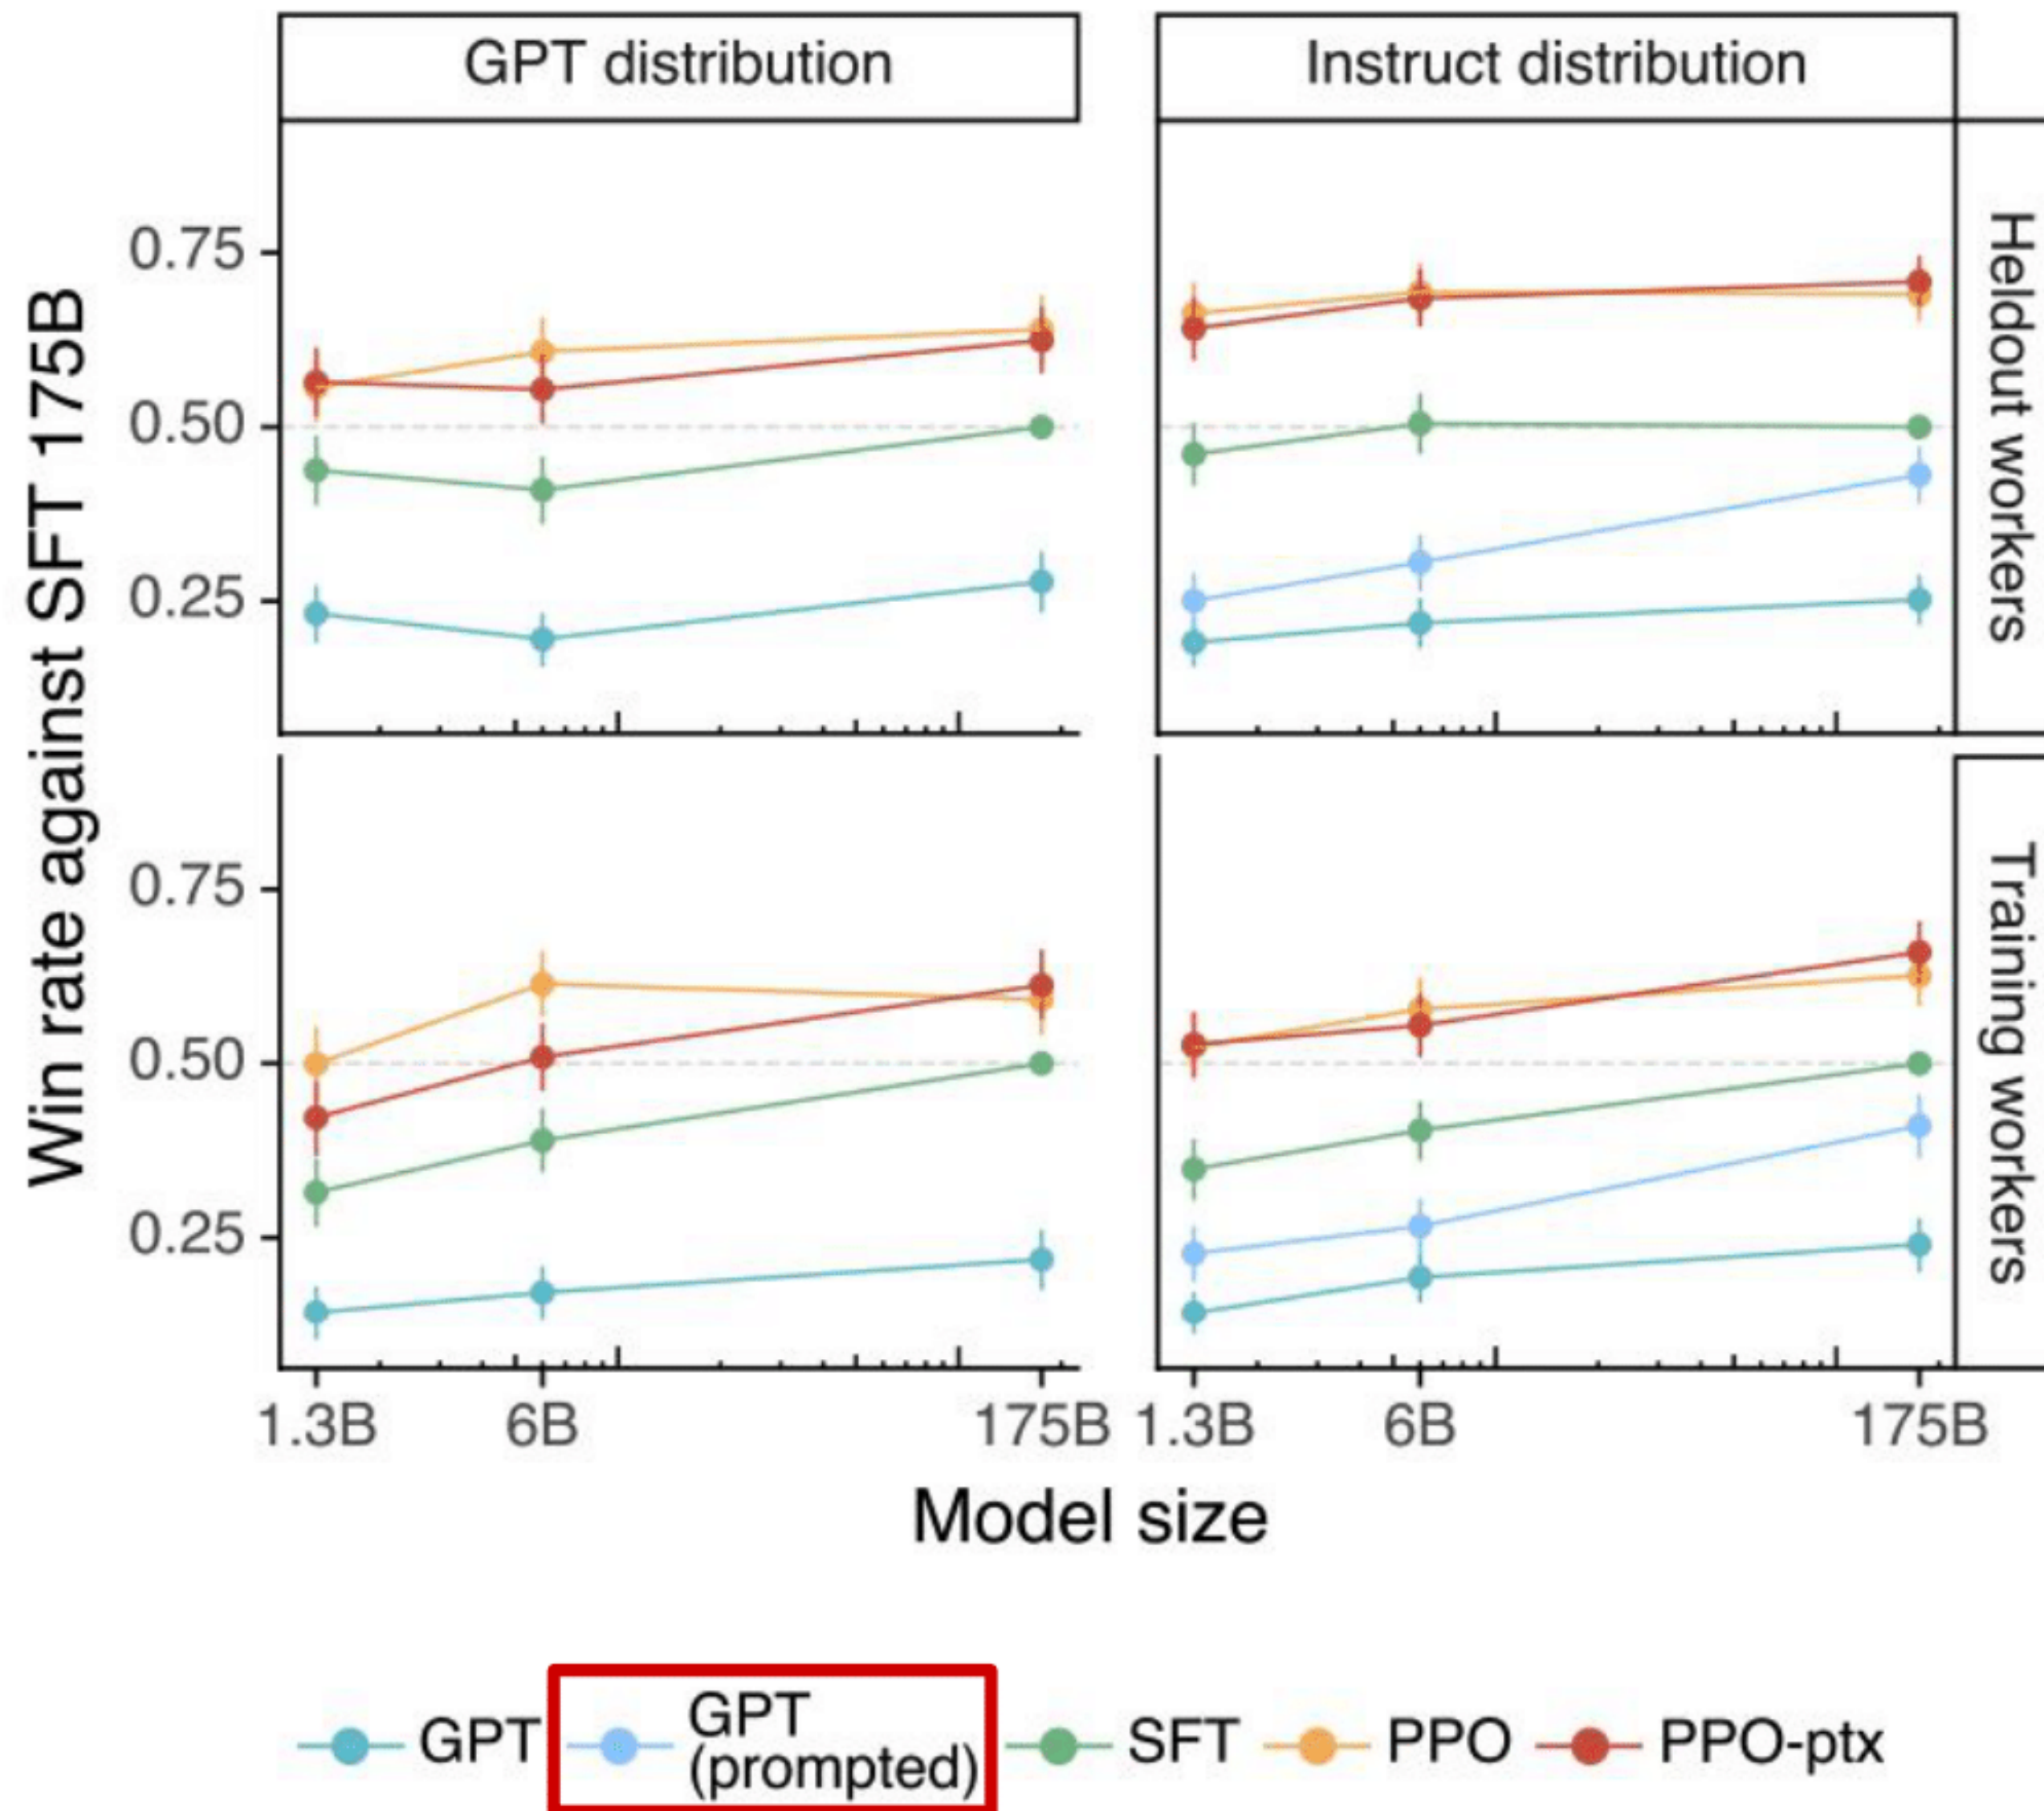 GPT distribution
Instruct distribution
Win rate against SFT 175B
0.75
0.50
0.25
Heldout workers
0.75
0.50
0.25
Training workers
1.3B
6B
175B
1.3B
6B
175B
Model size
GPT
GPT
(prompted)
SFT
PPO
PPO-ptx